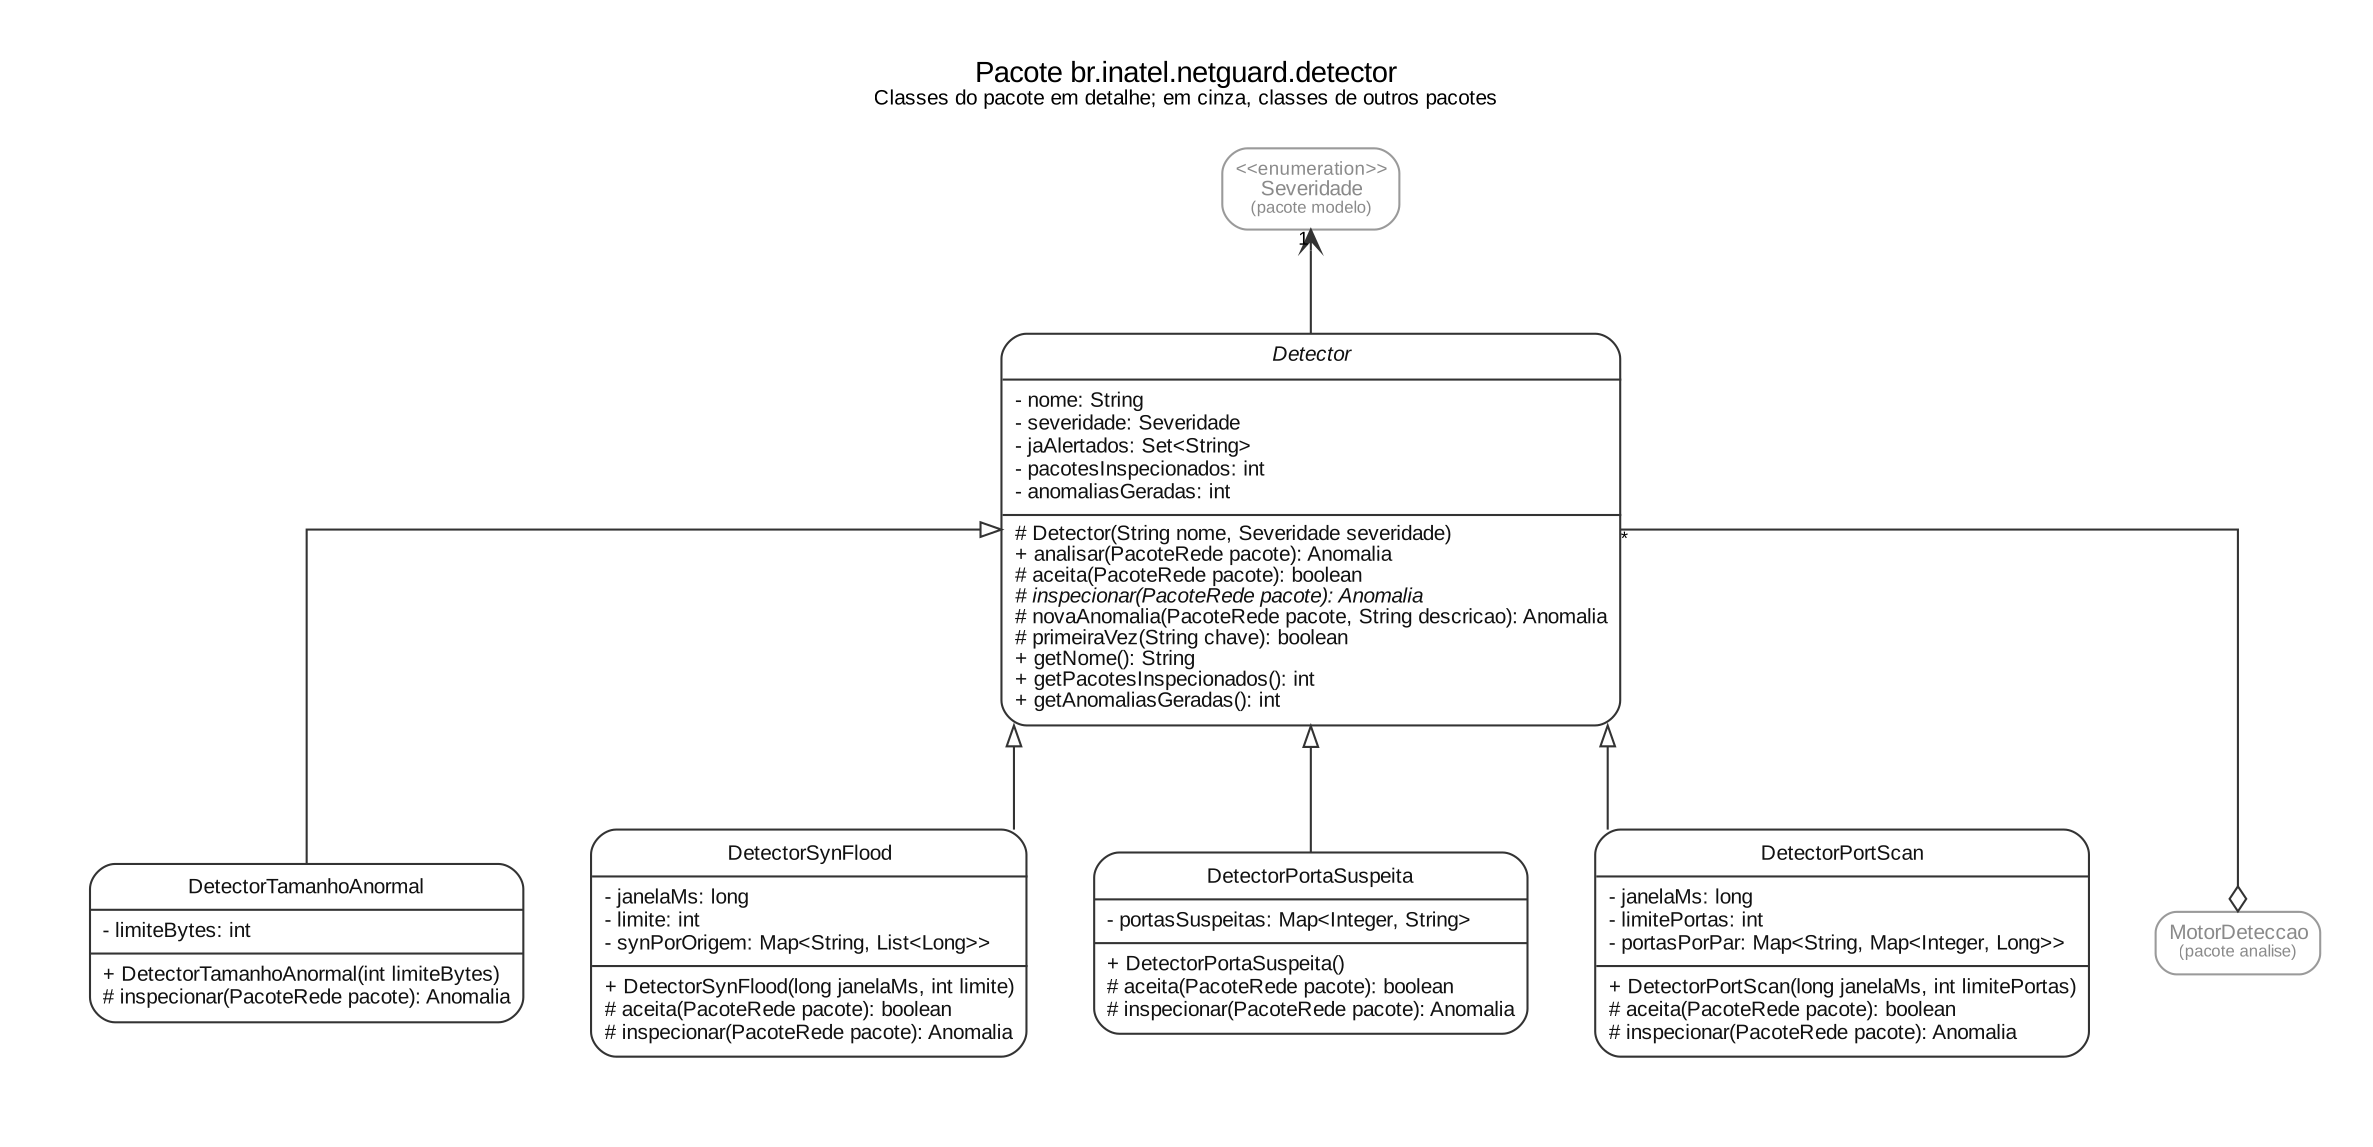 Pacote br.inatel.netguard.detector
Classes do pacote em detalhe; em cinza, classes de outros pacotes
<<enumeration>>
Severidade
(pacote modelo)
1
Detector
- nome: String
- severidade: Severidade
- jaAlertados: Set<String>
- pacotesInspecionados: int
- anomaliasGeradas: int
# Detector(String nome, Severidade severidade)
+ analisar(PacoteRede pacote): Anomalia
# aceita(PacoteRede pacote): boolean
# inspecionar(PacoteRede pacote): Anomalia
# novaAnomalia(PacoteRede pacote, String descricao): Anomalia
# primeiraVez(String chave): boolean
+ getNome(): String
+ getPacotesInspecionados(): int
+ getAnomaliasGeradas(): int
*
DetectorTamanhoAnormal
- limiteBytes: int
+ DetectorTamanhoAnormal(int limiteBytes)
# inspecionar(PacoteRede pacote): Anomalia
DetectorSynFlood
- janelaMs: long
- limite: int
- synPorOrigem: Map<String, List<Long>>
+ DetectorSynFlood(long janelaMs, int limite)
# aceita(PacoteRede pacote): boolean
# inspecionar(PacoteRede pacote): Anomalia
DetectorPortaSuspeita
- portasSuspeitas: Map<Integer, String>
+ DetectorPortaSuspeita()
# aceita(PacoteRede pacote): boolean
# inspecionar(PacoteRede pacote): Anomalia
DetectorPortScan
- janelaMs: long
- limitePortas: int
- portasPorPar: Map<String, Map<Integer, Long>>
+ DetectorPortScan(long janelaMs, int limitePortas)
# aceita(PacoteRede pacote): boolean
# inspecionar(PacoteRede pacote): Anomalia
MotorDeteccao
(pacote analise)